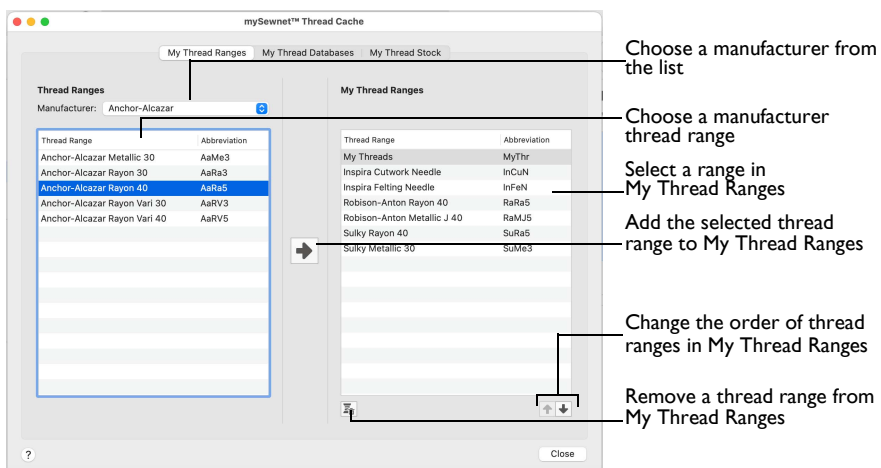 mySewnet™ Thread Cache
My Thread Ranges My Thread Databases My Thread Stock
Thread Ranges
Manufacturer: Anchor-Alcazar
Thread Range Abbreviation
Anchor-Alcazar Metallic 30 AaMe3
Anchor-Alcazar Rayon 30 AaRa3
Anchor-Alcazar Rayon 40 AaRa5
Anchor-Alcazar Rayon Vari 30 AaRV3
Anchor-Alcazar Rayon Vari 40 AaRV5
My Thread Ranges
Thread Range Abbreviation
My Threads MyThr
Inspira Cutwork Needle InCuN
Inspira Felting Needle InFeN
Robison-Anton Rayon 40 RaRa5
Robison-Anton Metallic J 40 RaMJ5
Sulky Rayon 40 SuRa5
Sulky Metallic 30 SuMe3
? Close
Choose a manufacturer from
the list
Choose a manufacturer
thread range
Select a range in
My Thread Ranges
Add the selected thread
range to My Thread Ranges
Change the order of thread
ranges in My Thread Ranges
Remove a thread range from
My Thread Ranges